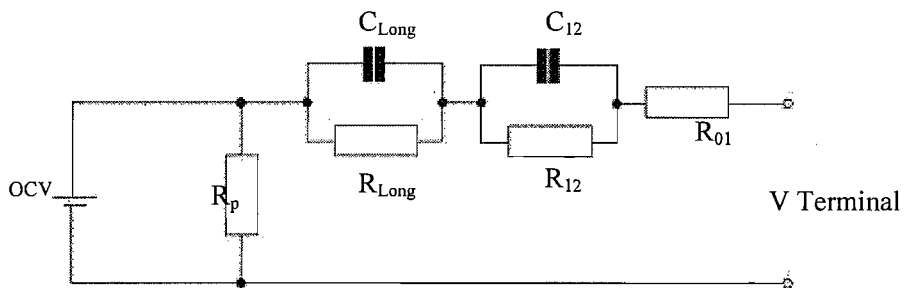 C_Long
C_12
OCV
R_p
R_Long
R_12
R_01
V Terminal